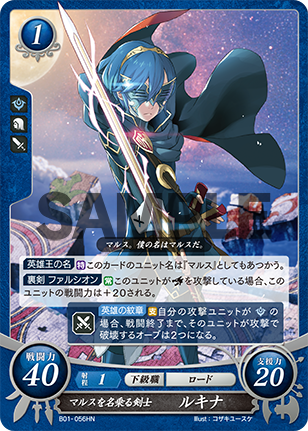 1
SAMPLE
マルス。僕の名はマルスだ。
英雄王の名 特 このカードのユニット名は『マルス』としてもあつかう。
裏剣 ファルシオン 常 このユニットが を攻撃している場合、この
ユニットの戦闘力は+20される。
英雄の紋章 支 自分の攻撃ユニットが
の場合、戦闘終了まで、そのユニットが攻撃で
破壊するオーブは2つになる。
戦闘力
40
射程 1 下級職 ロード
支援力
20
マルスを名乗る剣士 ルキナ
B01-056HN
Illust:コザキユースケ